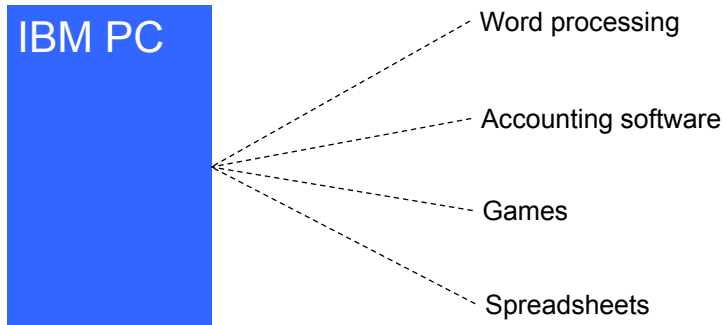 IBM PC
Word processing
Accounting software
Games
Spreadsheets